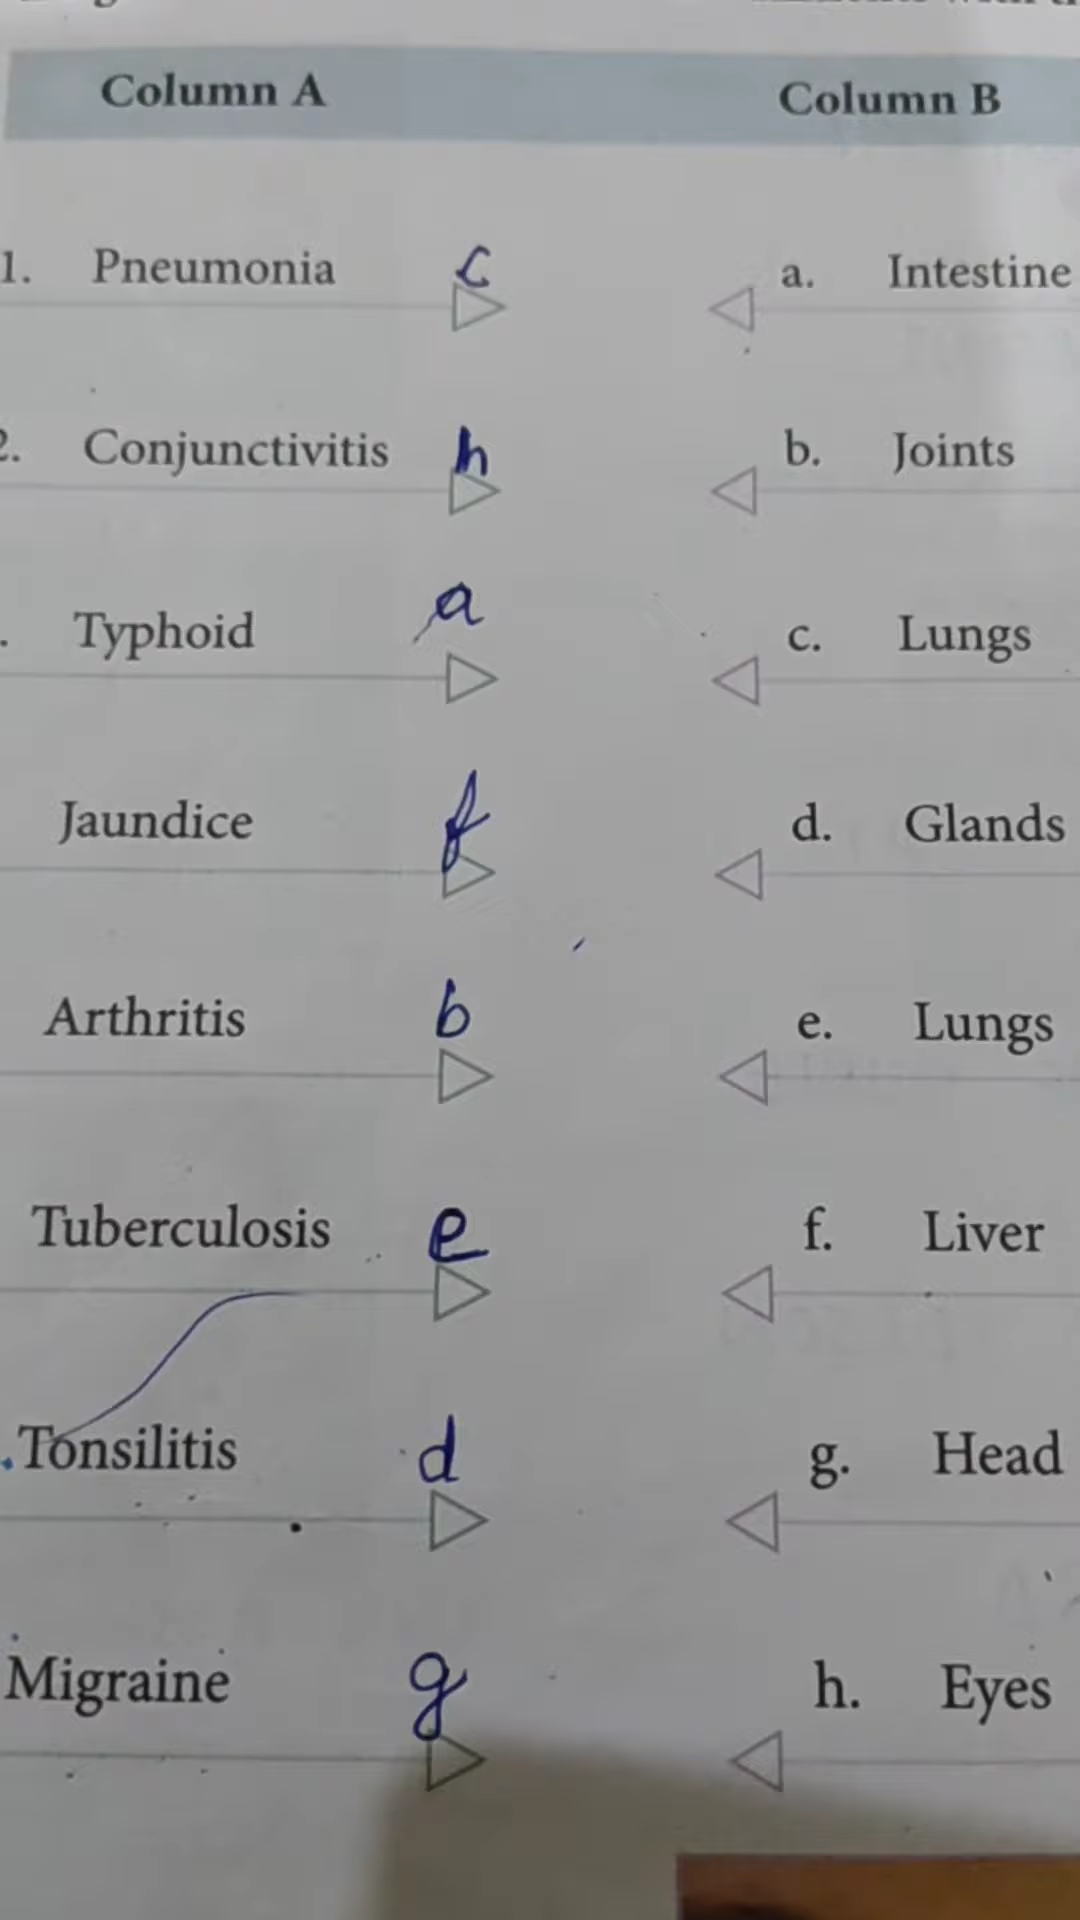 Column A Column B
1. Pneumonia c a. Intestine
2. Conjunctivitis h b. Joints
. Typhoid a c. Lungs
Jaundice f d. Glands
Arthritis b e. Lungs
Tuberculosis e f. Liver
Tonsilitis d g. Head
Migraine g h. Eyes